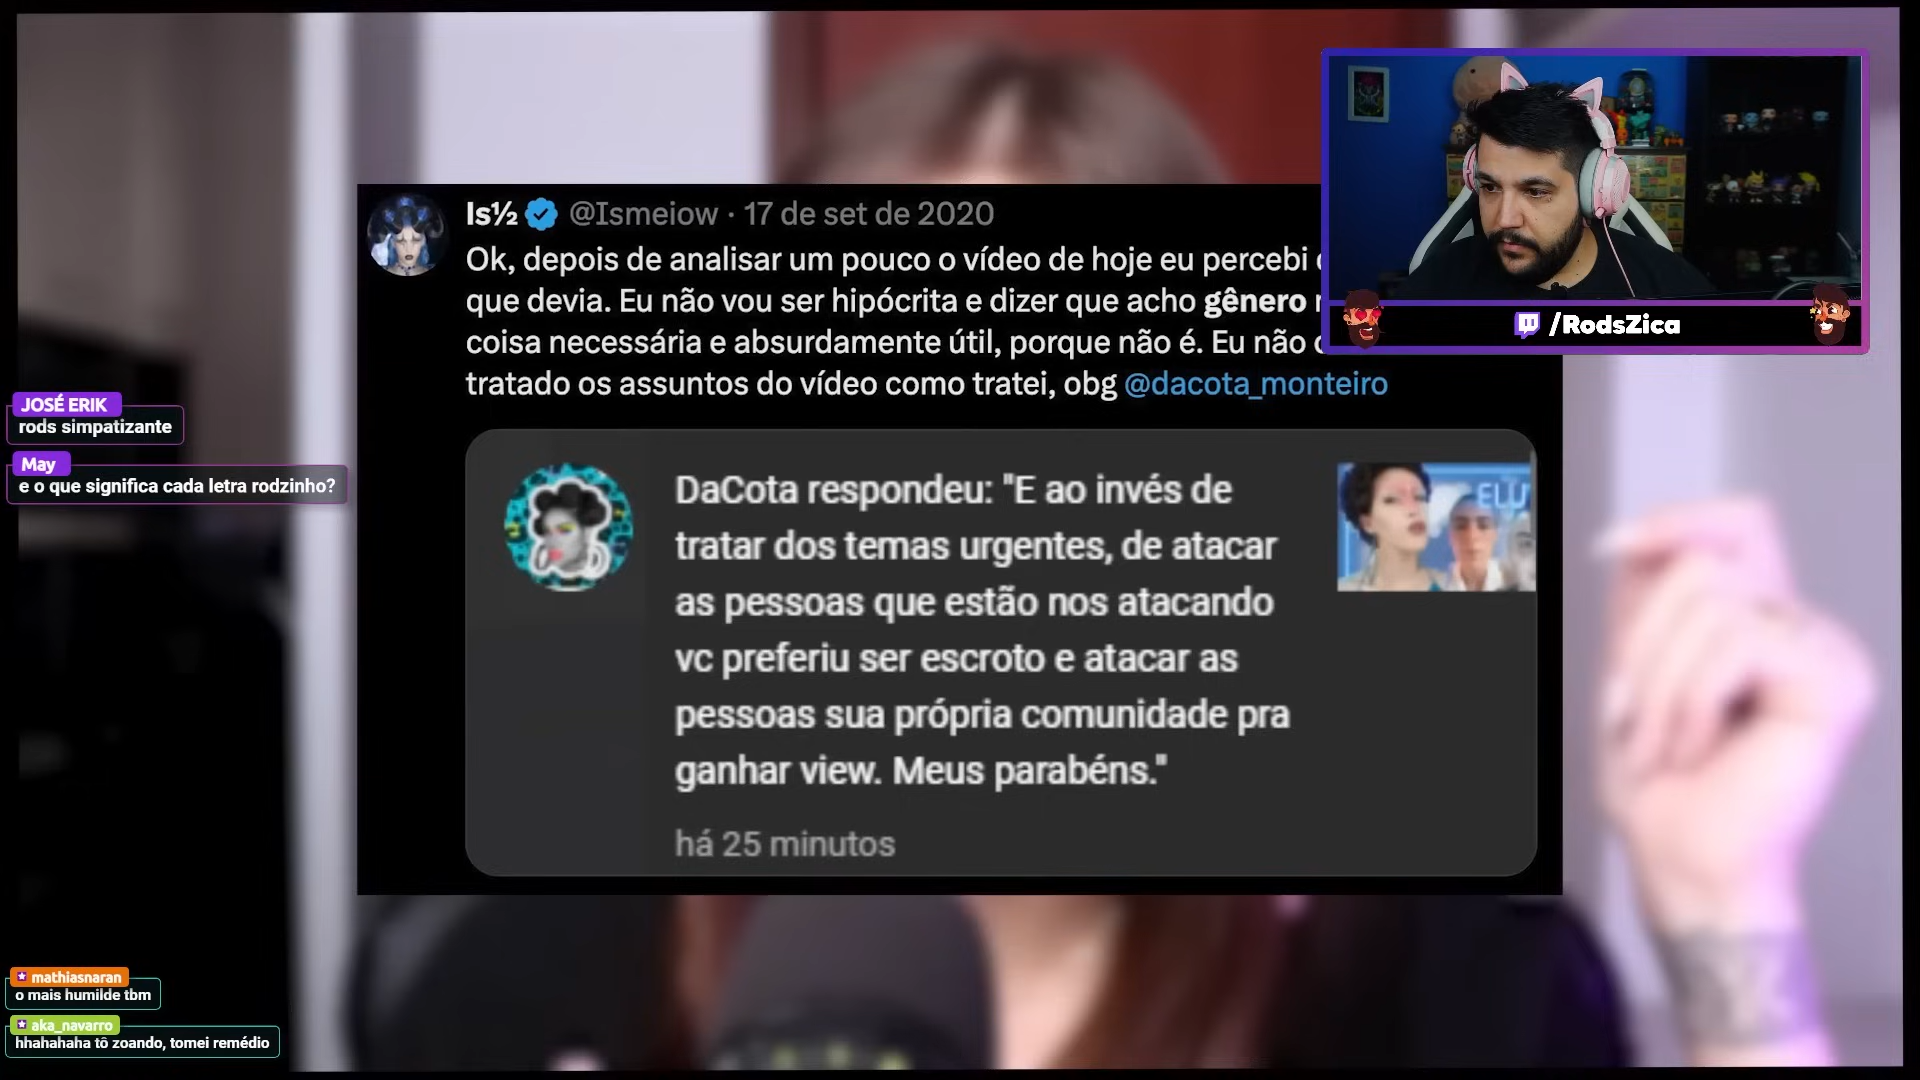 Is½ @Ismeiow · 17 de set de 2020
Ok, depois de analisar um pouco o vídeo de hoje eu percebi
que devia. Eu não vou ser hipócrita e dizer que acho gênero
coisa necessária e absurdamente útil, porque não é. Eu não
tratado os assuntos do vídeo como tratei, obg @dacota_monteiro
DaCota respondeu: "E ao invés de
tratar dos temas urgentes, de atacar
as pessoas que estão nos atacando
vc preferiu ser escroto e atacar as
pessoas sua própria comunidade pra
ganhar view. Meus parabéns."
há 25 minutos
ELU
/RodsZica
JOSÉ ERIK
rods simpatizante
May
e o que significa cada letra rodzinho?
mathiasnaran
o mais humilde tbm
aka_navarro
hhahahaha tô zoando, tomei remédio